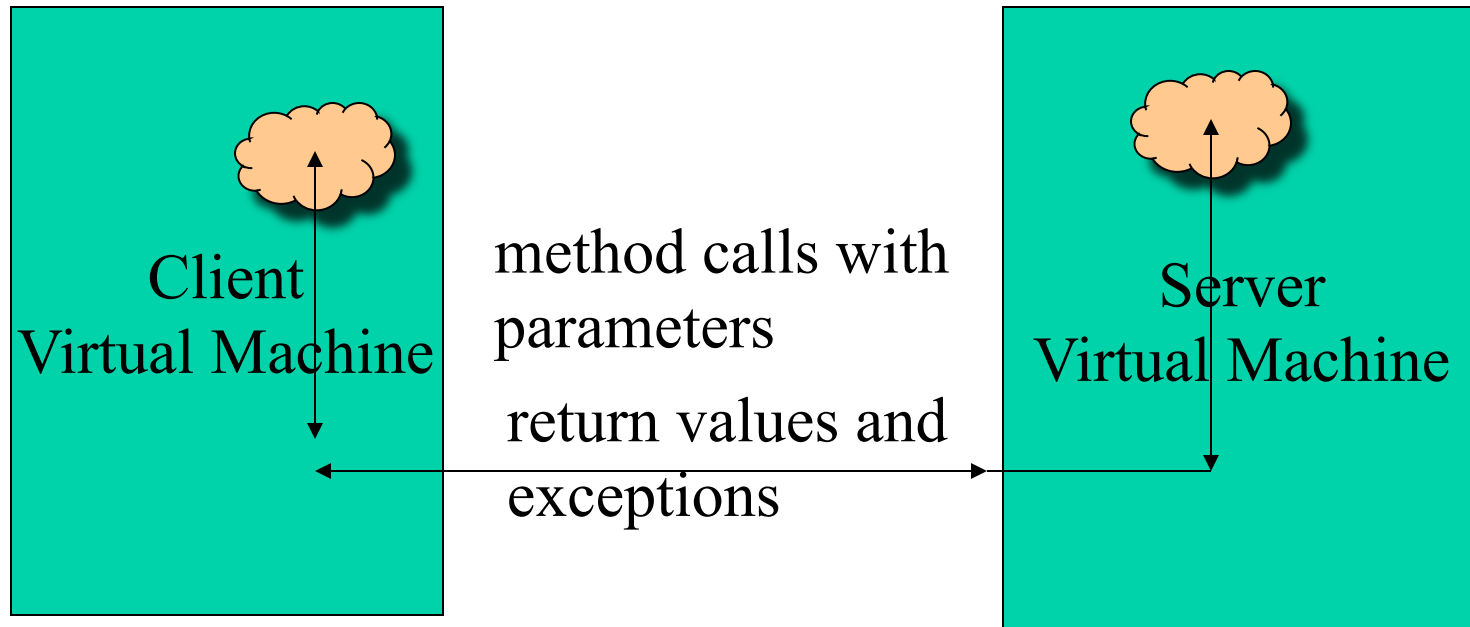 Client
Virtual Machine
method calls with
parameters
return values and
exceptions
Server
Virtual Machine